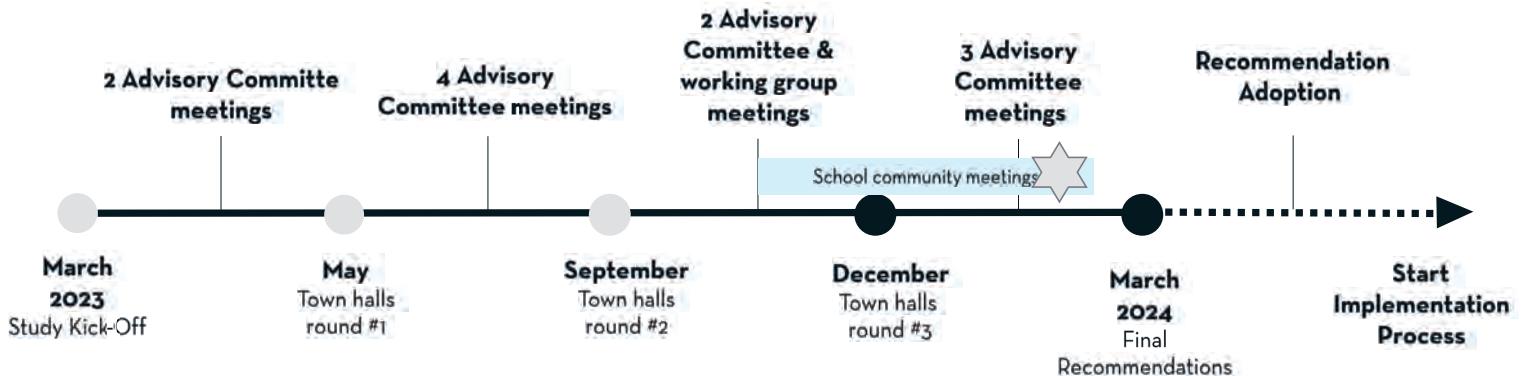 2 Advisory Committe
meetings
4 Advisory
Committee meetings
2 Advisory
Committee &
working group
meetings
3 Advisory
Committee
meetings
Recommendation
Adoption
School community meetings
March
2023
Study Kick-Off
May
Town halls
round #1
September
Town halls
round #2
December
Town halls
round #3
March
2024
Final
Recommendations
Start
Implementation
Process